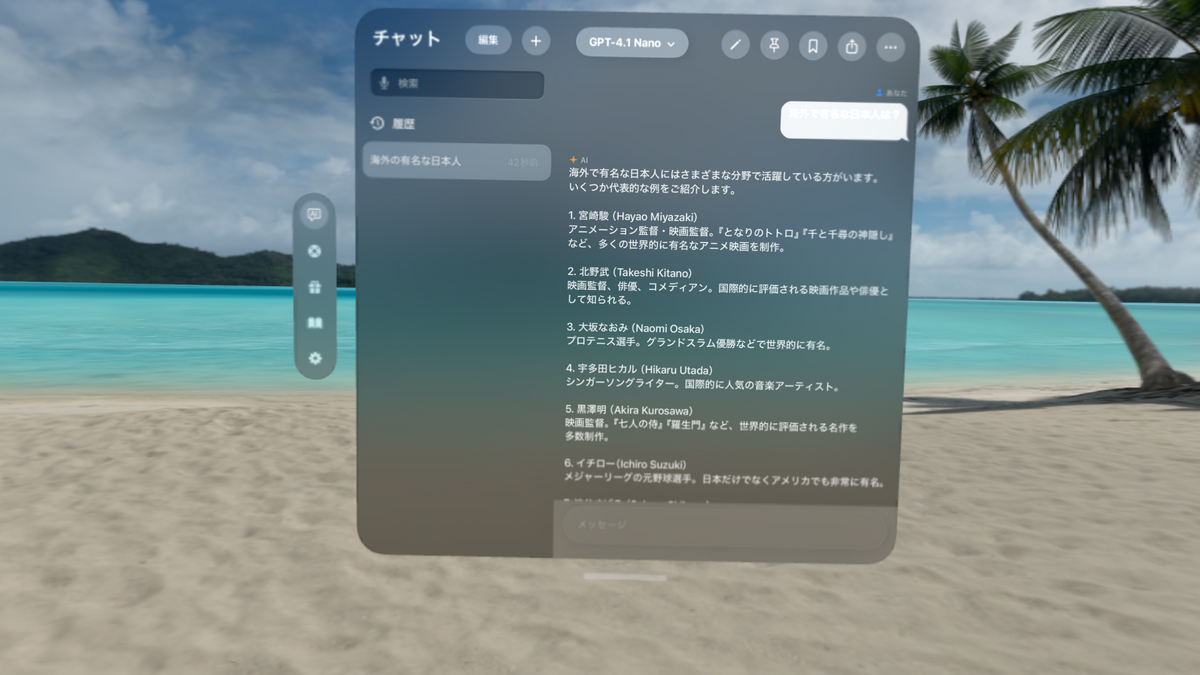 チャット
編集
GPT-4.1 Nano
検索
履歴
海外の有名な日本人
42秒前
あなた
海外で有名な日本人は?
AI
海外で有名な日本人にはさまざまな分野で活躍している方がいます。
いくつか代表的な例をご紹介します。
1. 宮崎駿(Hayao Miyazaki)
アニメーション監督・映画監督。『となりのトトロ』『千と千尋の神隠し』
など、多くの世界的に有名なアニメ映画を制作。
2. 北野武(Takeshi Kitano)
映画監督、俳優、コメディアン。国際的に評価される映画作品や俳優と
して知られる。
3. 大坂なおみ(Naomi Osaka)
プロテニス選手。グランドスラム優勝などで世界的に有名。
4. 宇多田ヒカル(Hikaru Utada)
シンガーソングライター。国際的に人気の音楽アーティスト。
5. 黒澤明(Akira Kurosawa)
映画監督。『七人の侍』『羅生門』など、世界的に評価される名作を
多数制作。
6. イチロー(Ichiro Suzuki)
メジャーリーグの元野球選手。日本だけでなくアメリカでも非常に有名。
メッセージ